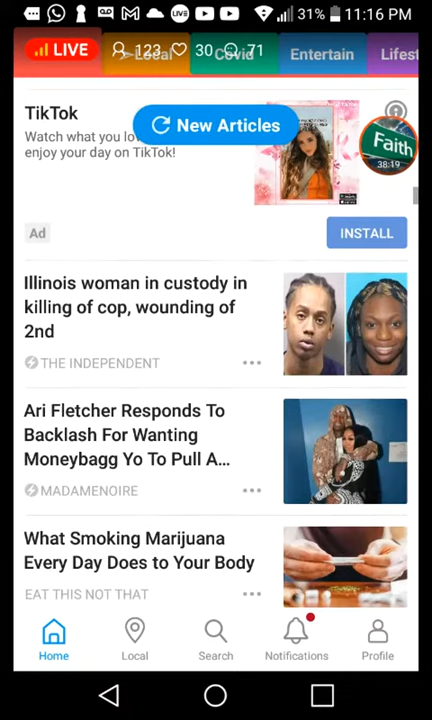 LIVE
31% 11:16 PM
LIVE 123 30 71
Local Covid Entertain Lifest
TikTok
New Articles
Watch what you lo
enjoy your day on TikTok!
Faith
38:19
Ad
INSTALL
Illinois woman in custody in
killing of cop, wounding of
2nd
THE INDEPENDENT
Ari Fletcher Responds To
Backlash For Wanting
Moneybagg Yo To Pull A...
MADAMENOIRE
What Smoking Marijuana
Every Day Does to Your Body
EAT THIS NOT THAT
Home Local Search Notifications Profile